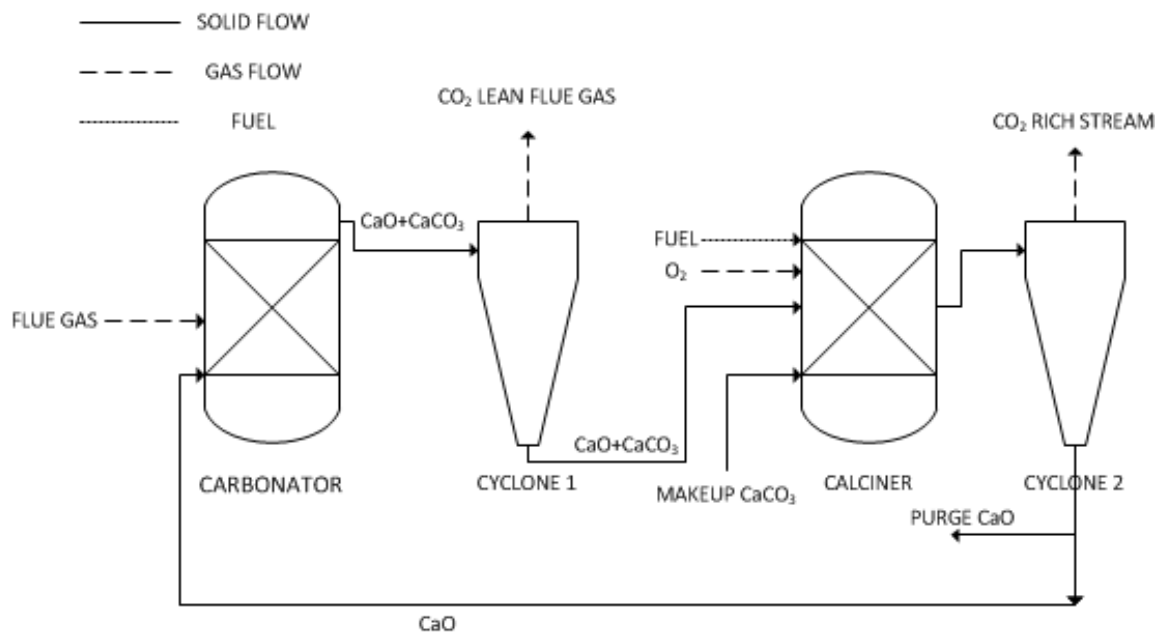 SOLID FLOW
GAS FLOW
FUEL
CO₂ LEAN FLUE GAS
CO₂ RICH STREAM
CaO+CaCO₃
FUEL
O₂
FLUE GAS
CaO+CaCO₃
CARBONATOR
CYCLONE 1
MAKEUP CaCO₃
CALCINER
CYCLONE 2
PURGE CaO
CaO